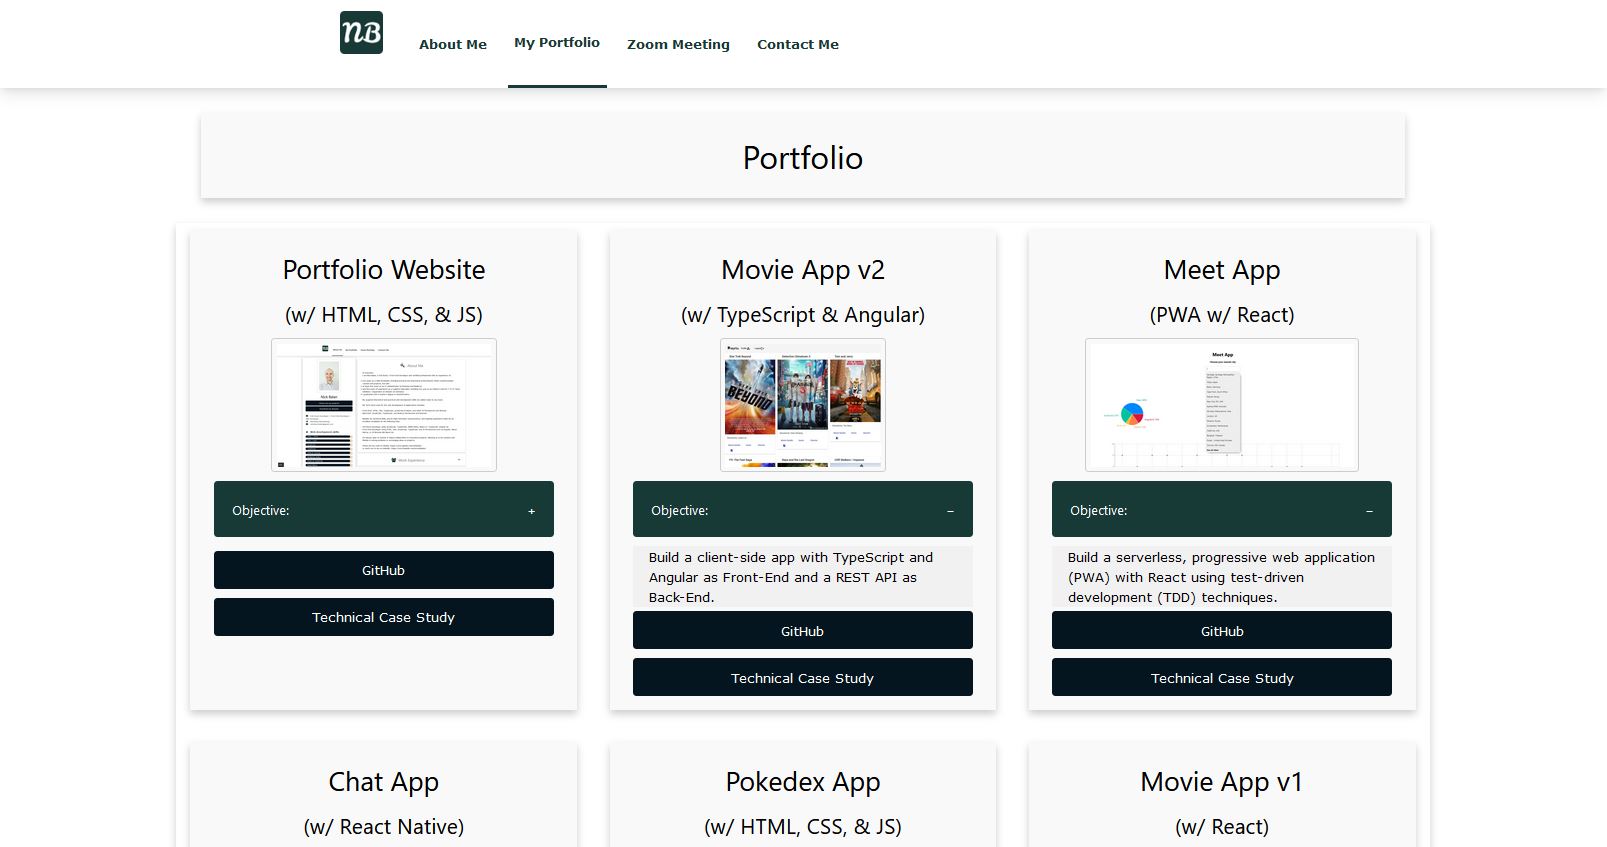 NB
About Me
My Portfolio
Zoom Meeting
Contact Me
Portfolio
Portfolio Website
(w/ HTML, CSS, & JS)
Objective:
+
GitHub
Technical Case Study
Movie App v2
(w/ TypeScript & Angular)
BEYOND
Objective:
–
Build a client-side app with TypeScript and
Angular as Front-End and a REST API as
Back-End.
GitHub
Technical Case Study
Meet App
(PWA w/ React)
Meet App
Objective:
–
Build a serverless, progressive web application
(PWA) with React using test-driven
development (TDD) techniques.
GitHub
Technical Case Study
Chat App
(w/ React Native)
Pokedex App
(w/ HTML, CSS, & JS)
Movie App v1
(w/ React)